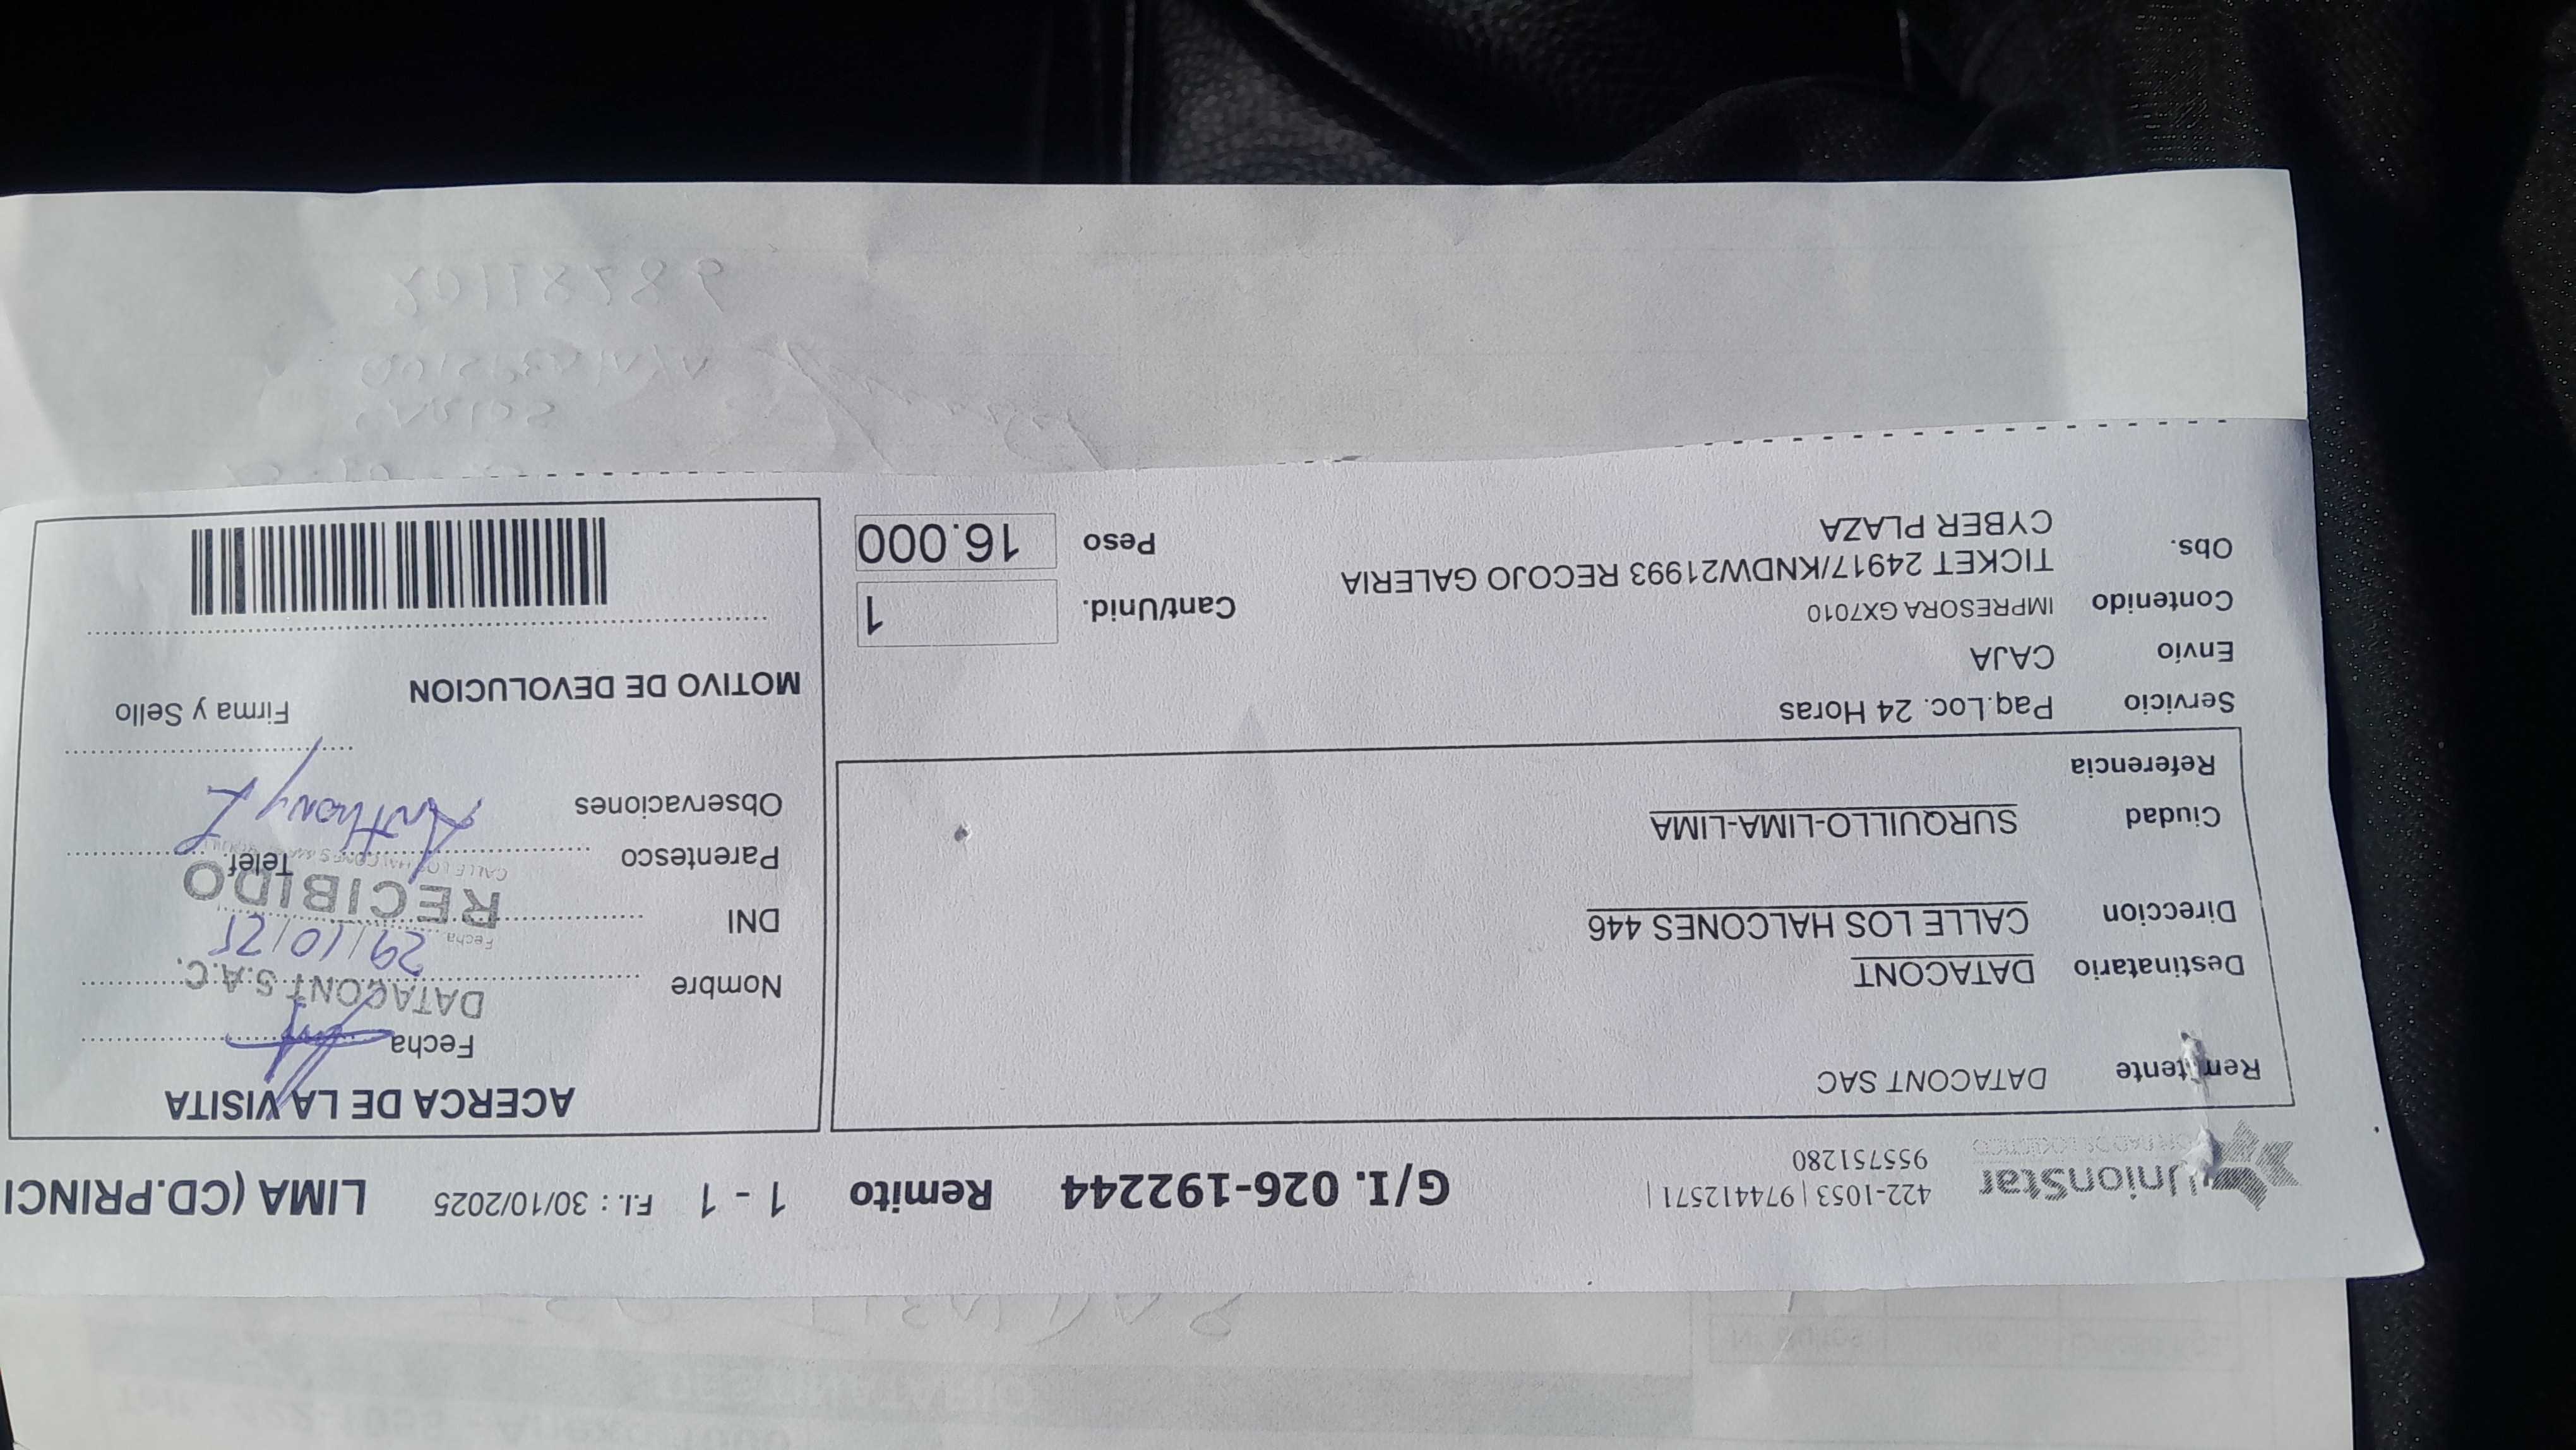 UnionStar
422-1053 | 974412571 |
955751280
G/I. 026-192244 Remito 1 - 1 F.I. : 30/10/2025 LIMA (CD.PRINCI
Remitente DATACONT SAC
Destinatario DATACONT
Direccion CALLE LOS HALCONES 446
Ciudad SURQUILLO-LIMA-LIMA
Referencia
Servicio Paq.Loc. 24 Horas
Envío CAJA
Contenido IMPRESORA GX7010
Obs. TICKET 24917/KNDW21993 RECOJO GALERIA
CYBER PLAZA
Cant/Unid. 1
Peso 16.000
ACERCA DE LA VISITA
Fecha
DATACONT S.A.C.
Nombre
Fecha 29/10/25
DNI
RECIBIDO
Parentesco Telef.
Observaciones
Anthony L
Firma y Sello
MOTIVO DE DEVOLUCION